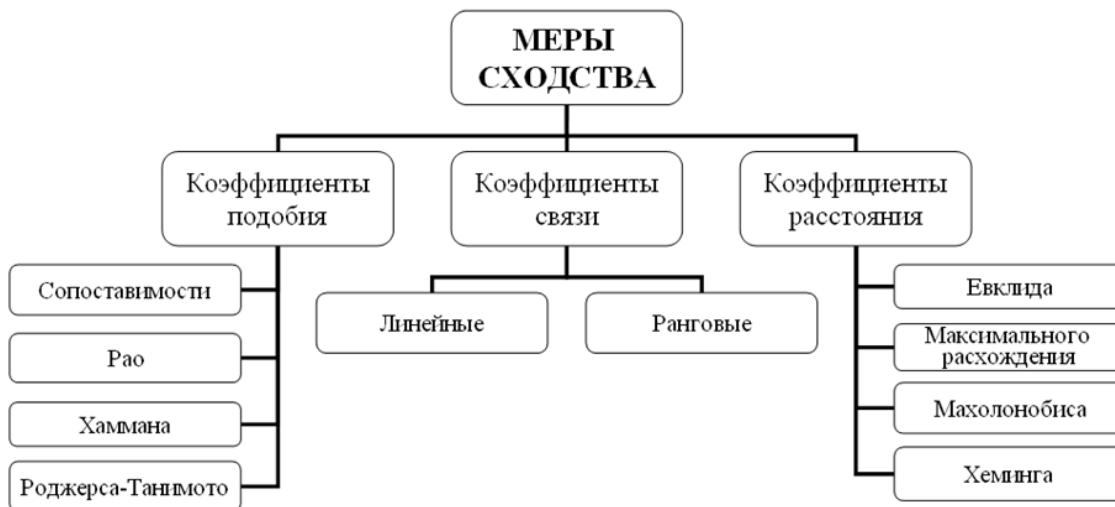 МЕРЫ
СХОДСТВА
Коэффициенты
подобия
Коэффициенты
связи
Коэффициенты
расстояния
Сопоставимости
Рао
Хаммана
Роджерса-Танимото
Линейные
Ранговые
Евклида
Максимального
расхождения
Махолонобиса
Хеминга